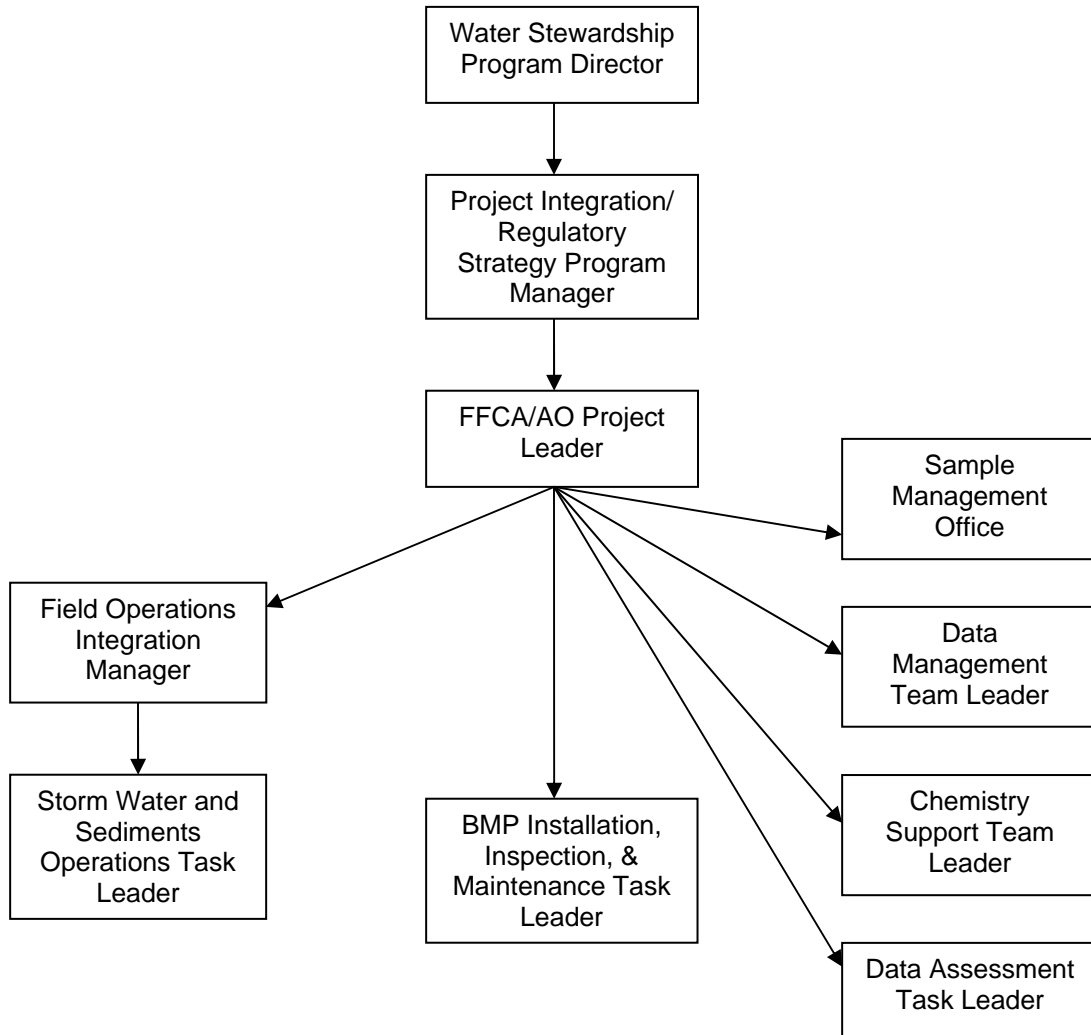 Water Stewardship
Program Director
Project Integration/
Regulatory
Strategy Program
Manager
FFCA/AO Project
Leader
Sample
Management
Office
Field Operations
Integration
Manager
Data
Management
Team Leader
Storm Water and
Sediments
Operations Task
Leader
BMP Installation,
Inspection, &
Maintenance Task
Leader
Chemistry
Support Team
Leader
Data Assessment
Task Leader